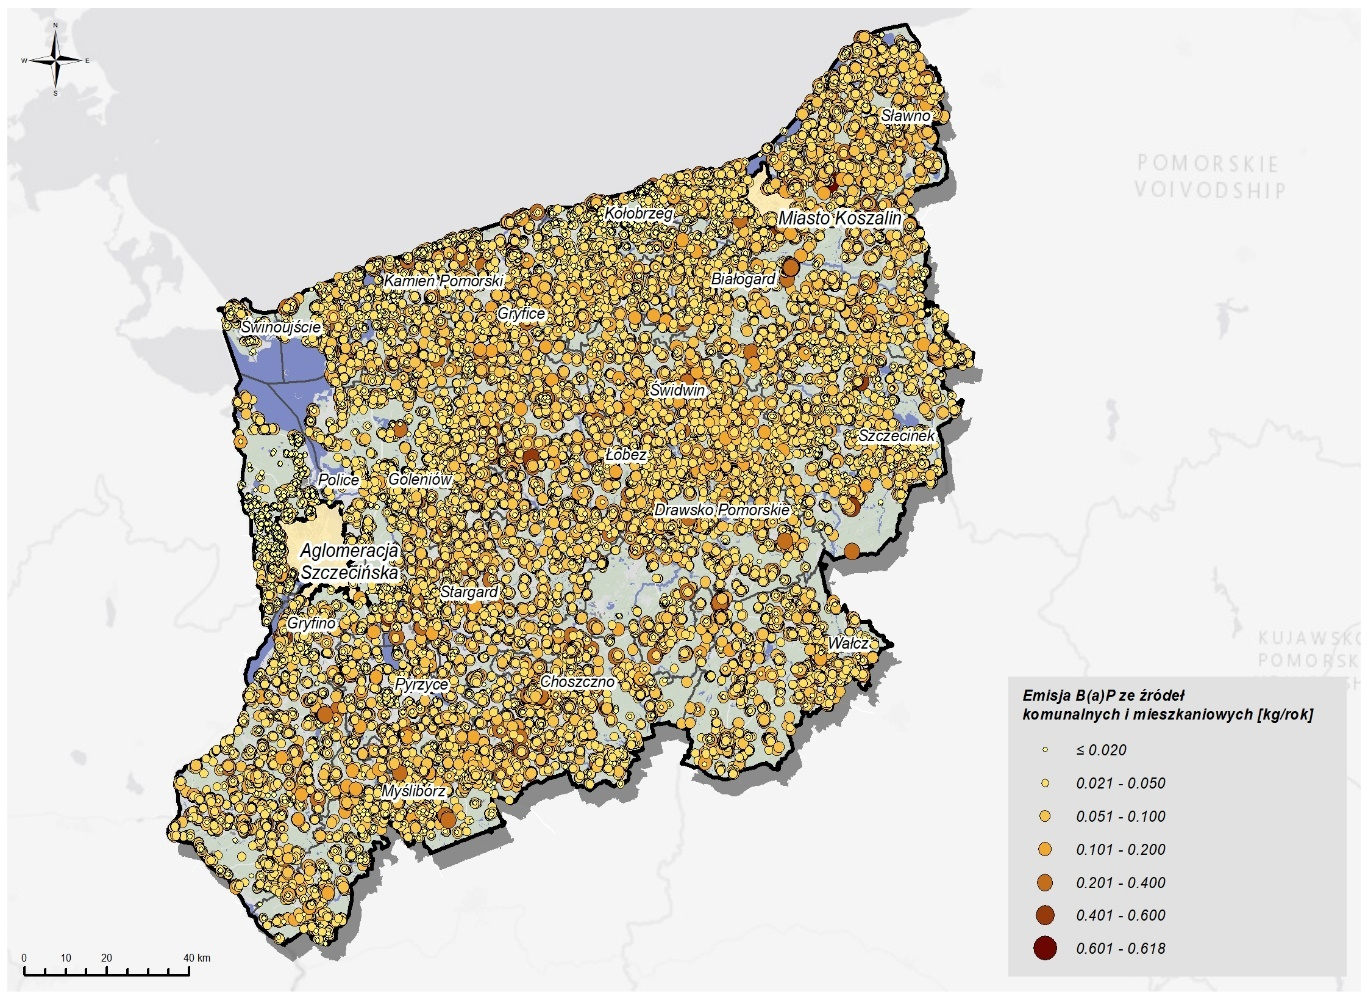 N
W E
S
POMORSKIE
VOIVODSHIP
Sławno
Miasto Koszalin
Kołobrzeg
Białogard
Kamień Pomorski
Gryfice
Świnoujście
Świdwin
Szczecinek
Łobez
Police
Goleniów
Drawsko Pomorskie
Aglomeracja
Szczecińska
Stargard
Gryfino
Wałcz
KUJAWSKO
POMORSK
Pyrzyce
Choszczno
Myślibórz
Emisja B(a)P ze źródeł
komunalnych i mieszkaniowych [kg/rok]
≤ 0.020
0.021 - 0.050
0.051 - 0.100
0.101 - 0.200
0.201 - 0.400
0.401 - 0.600
0.601 - 0.618
0 10 20 40 km